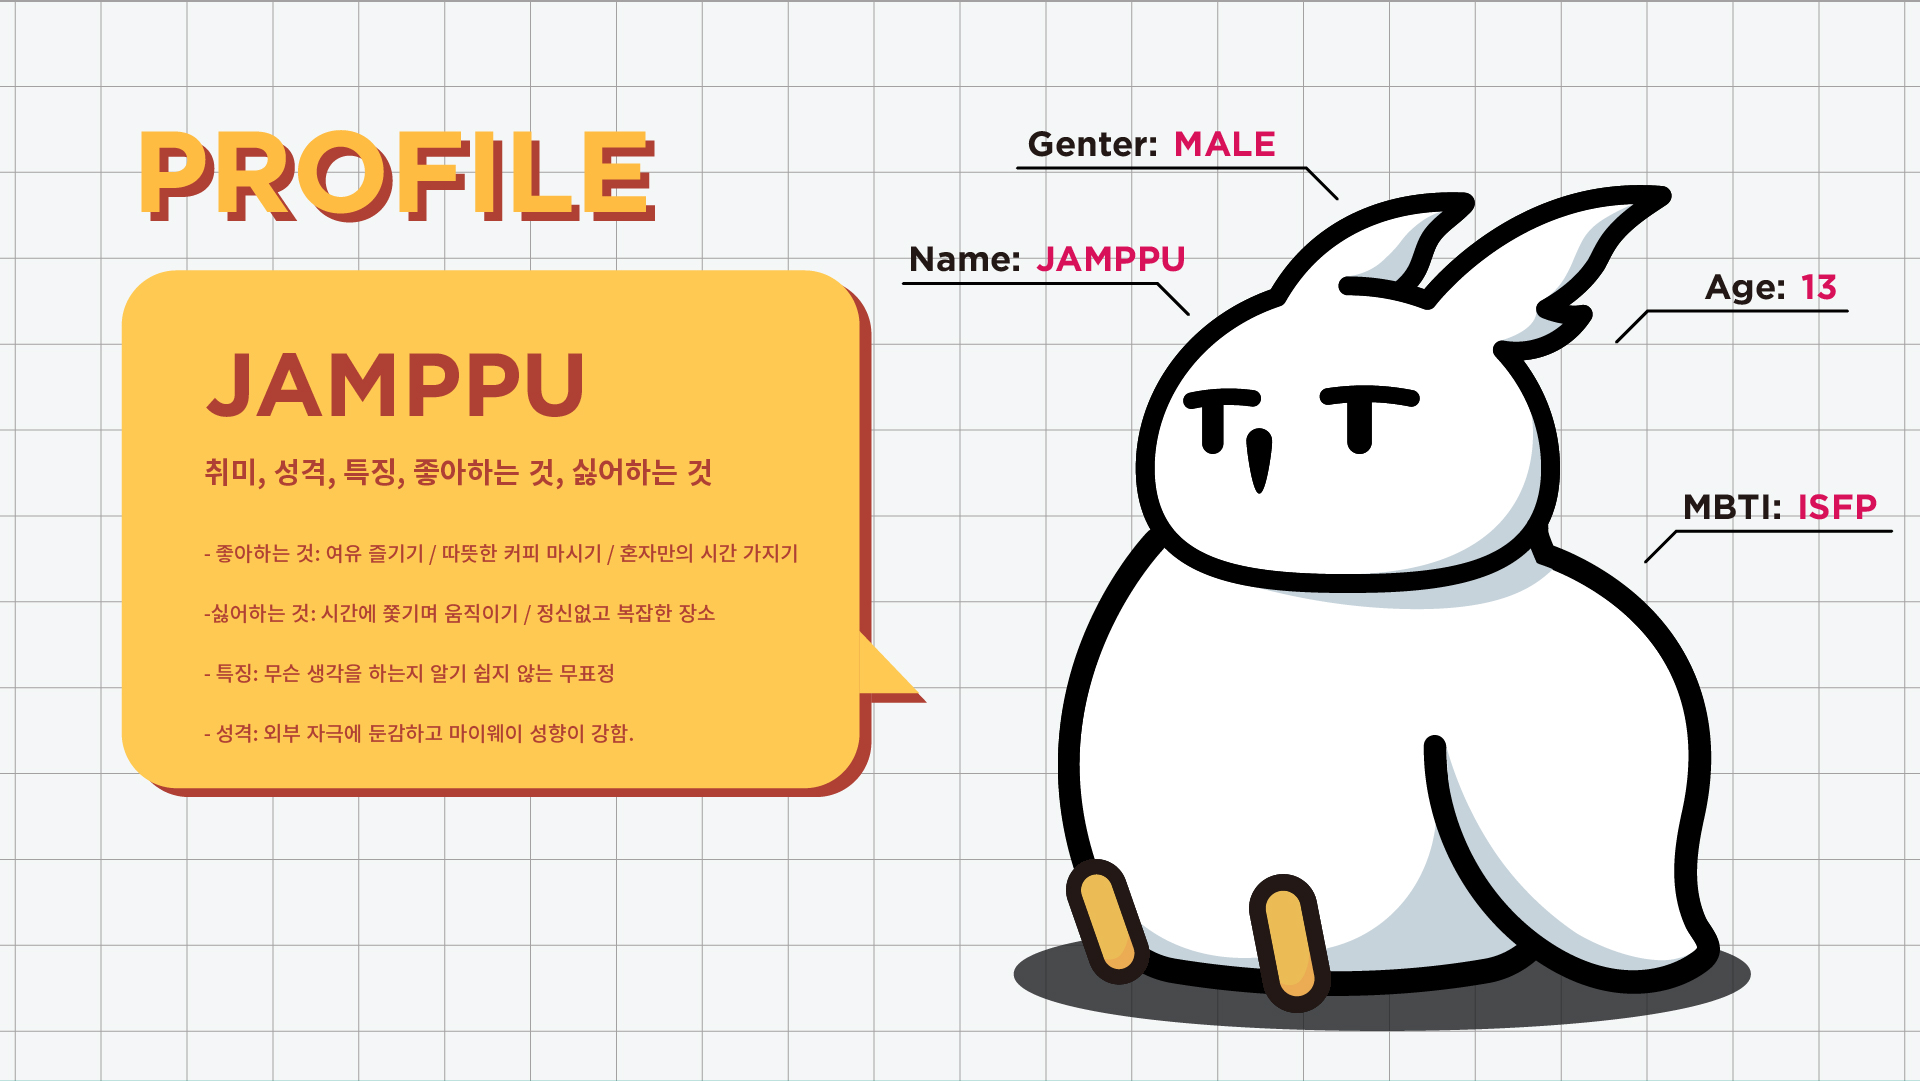 PROFILE
JAMPPU
취미, 성격, 특징, 좋아하는 것, 싫어하는 것
- 좋아하는 것: 여유 즐기기 / 따뜻한 커피 마시기 / 혼자만의 시간 가지기
-싫어하는 것: 시간에 쫓기며 움직이기 / 정신없고 복잡한 장소
- 특징: 무슨 생각을 하는지 알기 쉽지 않는 무표정
- 성격: 외부 자극에 둔감하고 마이웨이 성향이 강함.
Genter: MALE
Name: JAMPPU
Age: 13
MBTI: ISFP